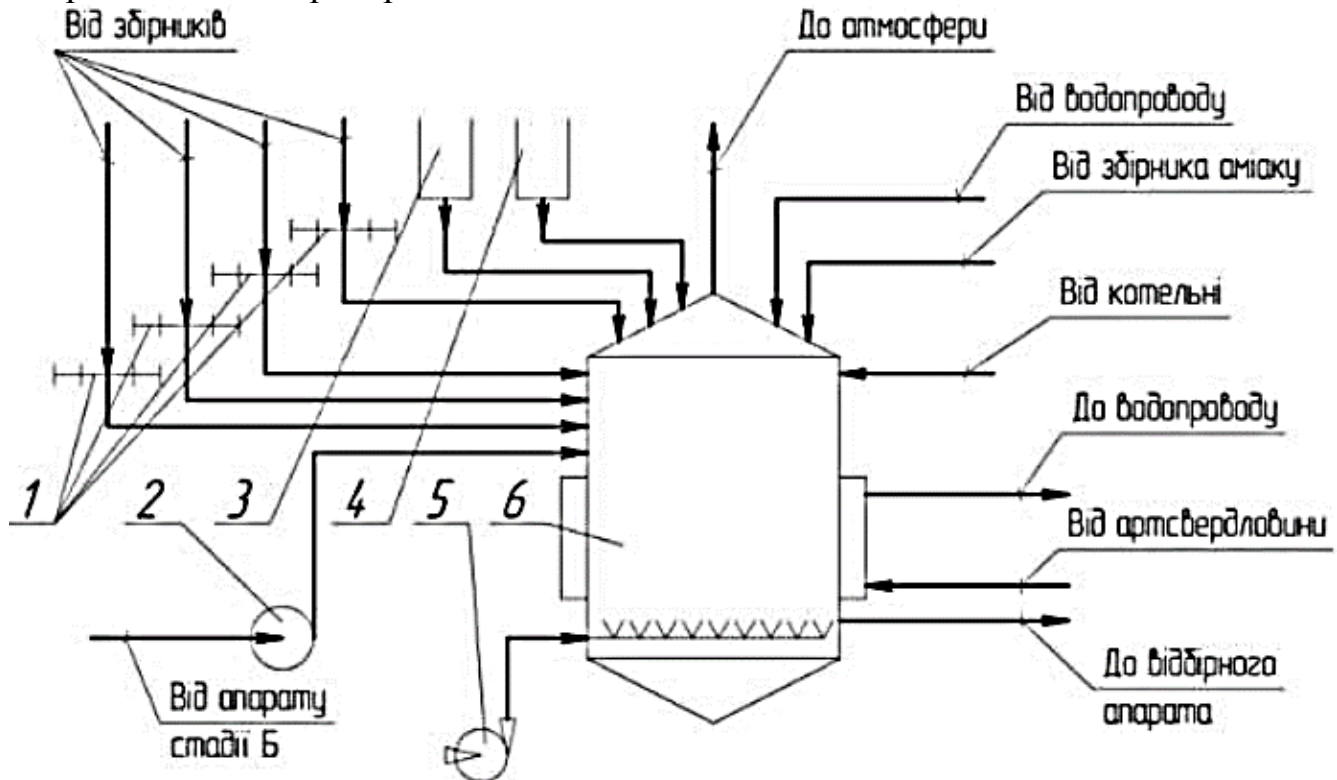 Від збірників
До атмосфери
Від водопроводу
Від збірника аміаку
Від котельні
До водопроводу
1 2 3 4 5 6
Від артсвердловини
Від апарату
стадії Б
До відбірного
апарата